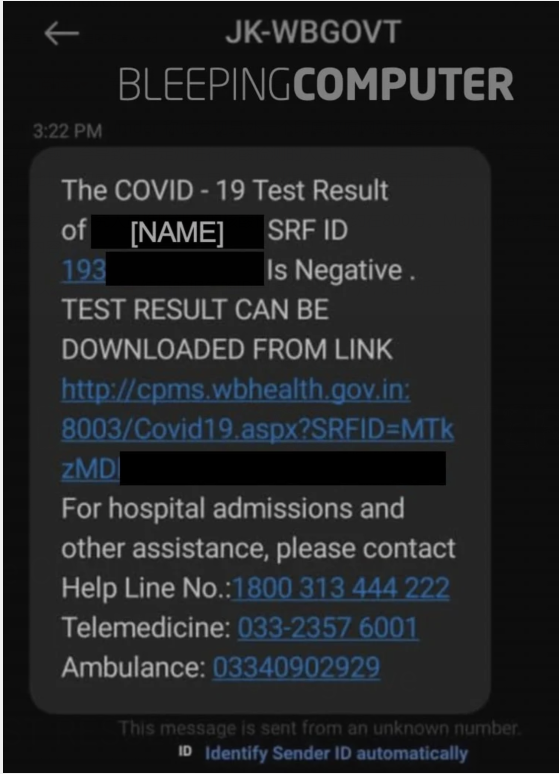 JK-WBGOVT
BLEEPINGCOMPUTER
3:22 PM
The COVID - 19 Test Result
of [NAME] SRF ID
193 Is Negative .
TEST RESULT CAN BE
DOWNLOADED FROM LINK
http://cpms.wbhealth.gov.in:
8003/Covid19.aspx?SRFID=MTk
zMD
For hospital admissions and
other assistance, please contact
Help Line No.:1800 313 444 222
Telemedicine: 033-2357 6001
Ambulance: 03340902929
This message is sent from an unknown number.
ID Identify Sender ID automatically